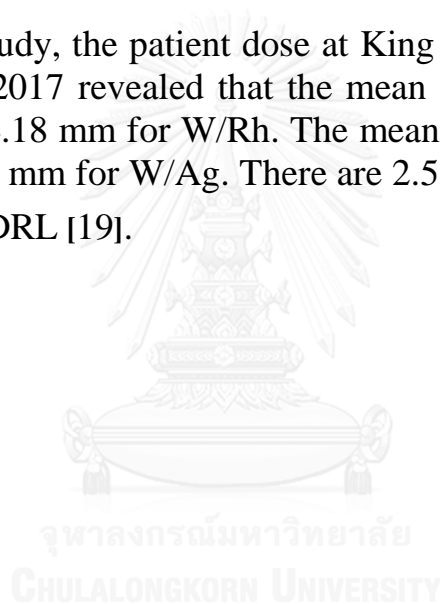 udy, the patient dose at King
2017 revealed that the mean
.18 mm for W/Rh. The mean
mm for W/Ag. There are 2.5
DRL [19].
จุฬาลงกรณ์มหาวิทยาลัย
CHULALONGKORN UNIVERSITY